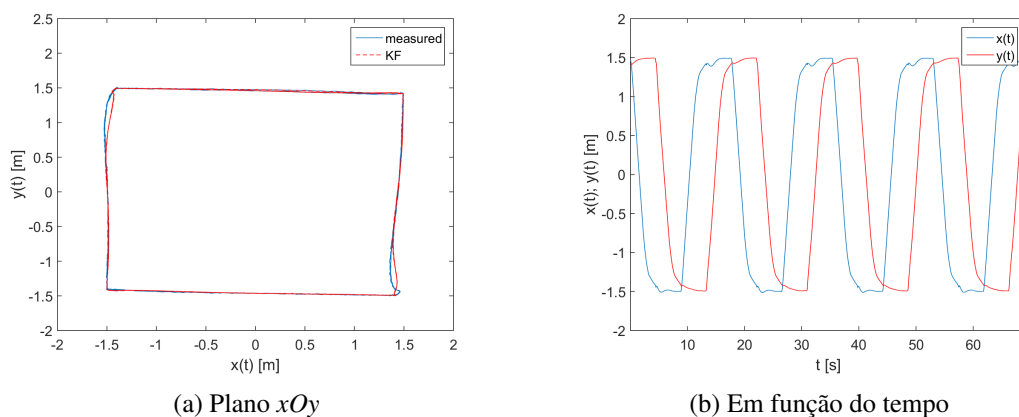 2.5
2
1.5
1
0.5
0
-0.5
-1
-1.5
-2
y(t) [m]
measured
KF
-2 -1.5 -1 -0.5 0 0.5 1 1.5 2
x(t) [m]
(a) Plano xOy
2
1.5
1
0.5
0
-0.5
-1
-1.5
-2
x(t); y(t) [m]
x(t)
y(t)
10 20 30 40 50 60
t [s]
(b) Em função do tempo